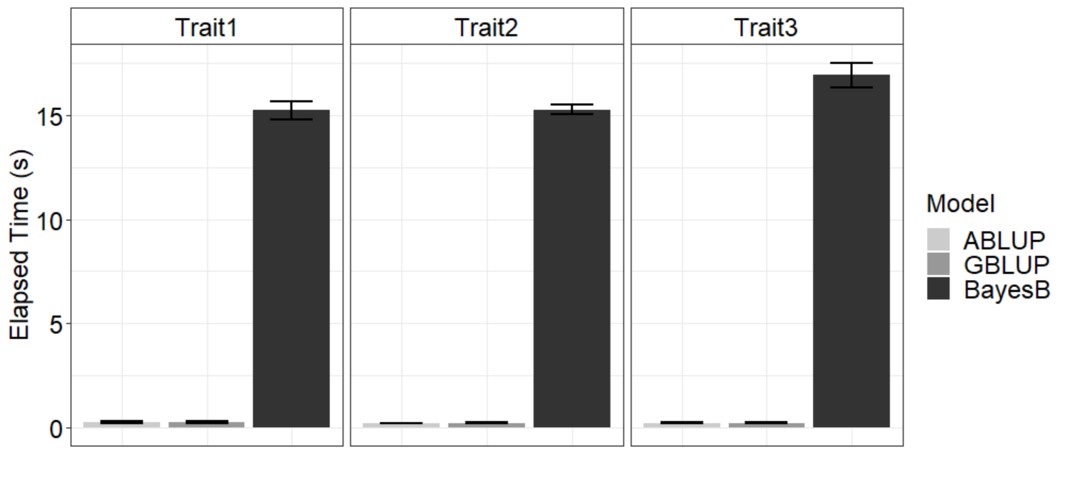 Trait1 Trait2 Trait3
15
10
5
0
Elapsed Time (s)
Model
ABLUP
GBLUP
BayesB